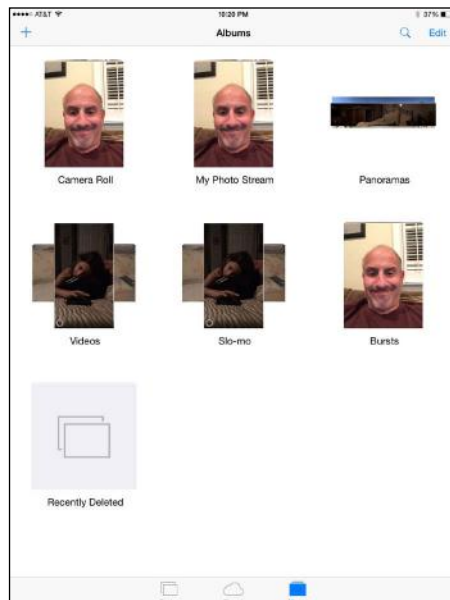 AT&T 10:20 PM 37%
Albums Edit
Camera Roll My Photo Stream Panoramas
Videos Slo-mo Bursts
Recently Deleted